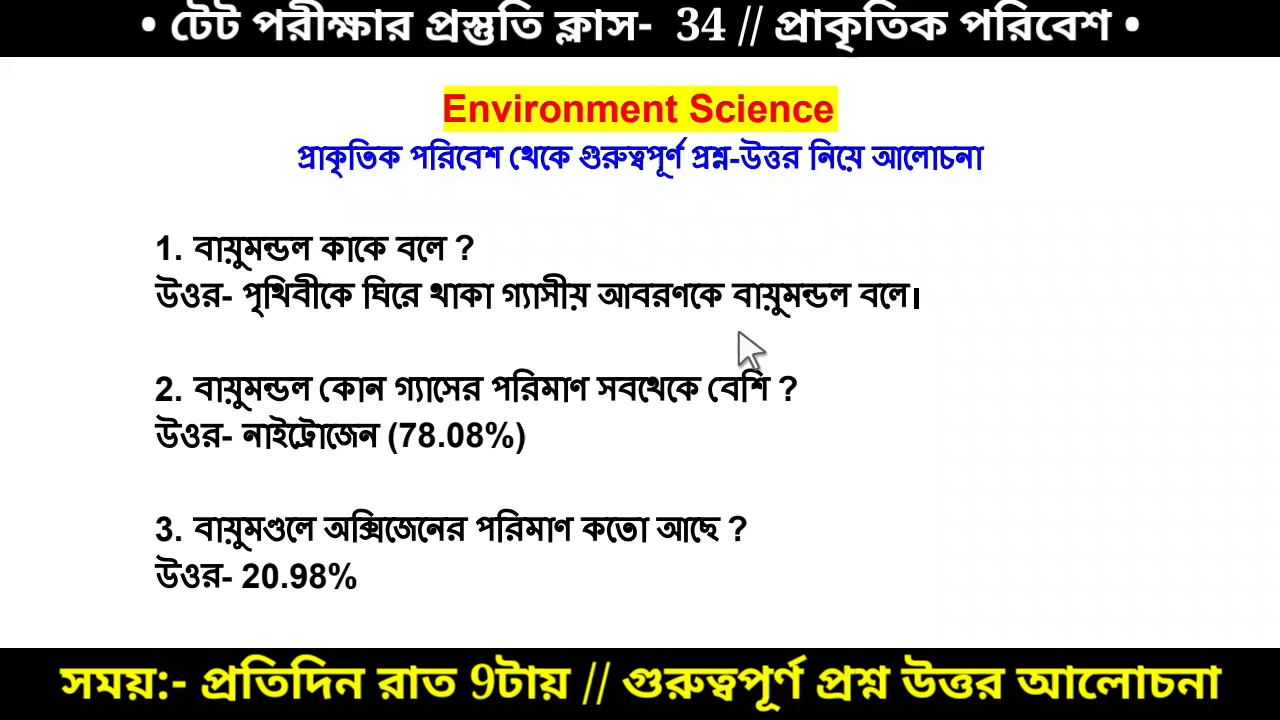 • টেট পরীক্ষার প্রস্তুতি ক্লাস- 34 // প্রাকৃতিক পরিবেশ •
Environment Science
প্রাকৃতিক পরিবেশ থেকে গুরুত্বপূর্ণ প্রশ্ন-উত্তর নিয়ে আলোচনা
1. বায়ুমন্ডল কাকে বলে ?
উওর- পৃথিবীকে ঘিরে থাকা গ্যাসীয় আবরণকে বায়ুমন্ডল বলে।
2. বায়ুমন্ডল কোন গ্যাসের পরিমাণ সবথেকে বেশি ?
উওর- নাইট্রোজেন (78.08%)
3. বায়ুমণ্ডলে অক্সিজেনের পরিমাণ কতো আছে ?
উওর- 20.98%
সময়:- প্রতিদিন রাত 9টায় // গুরুত্বপূর্ণ প্রশ্ন উত্তর আলোচনা